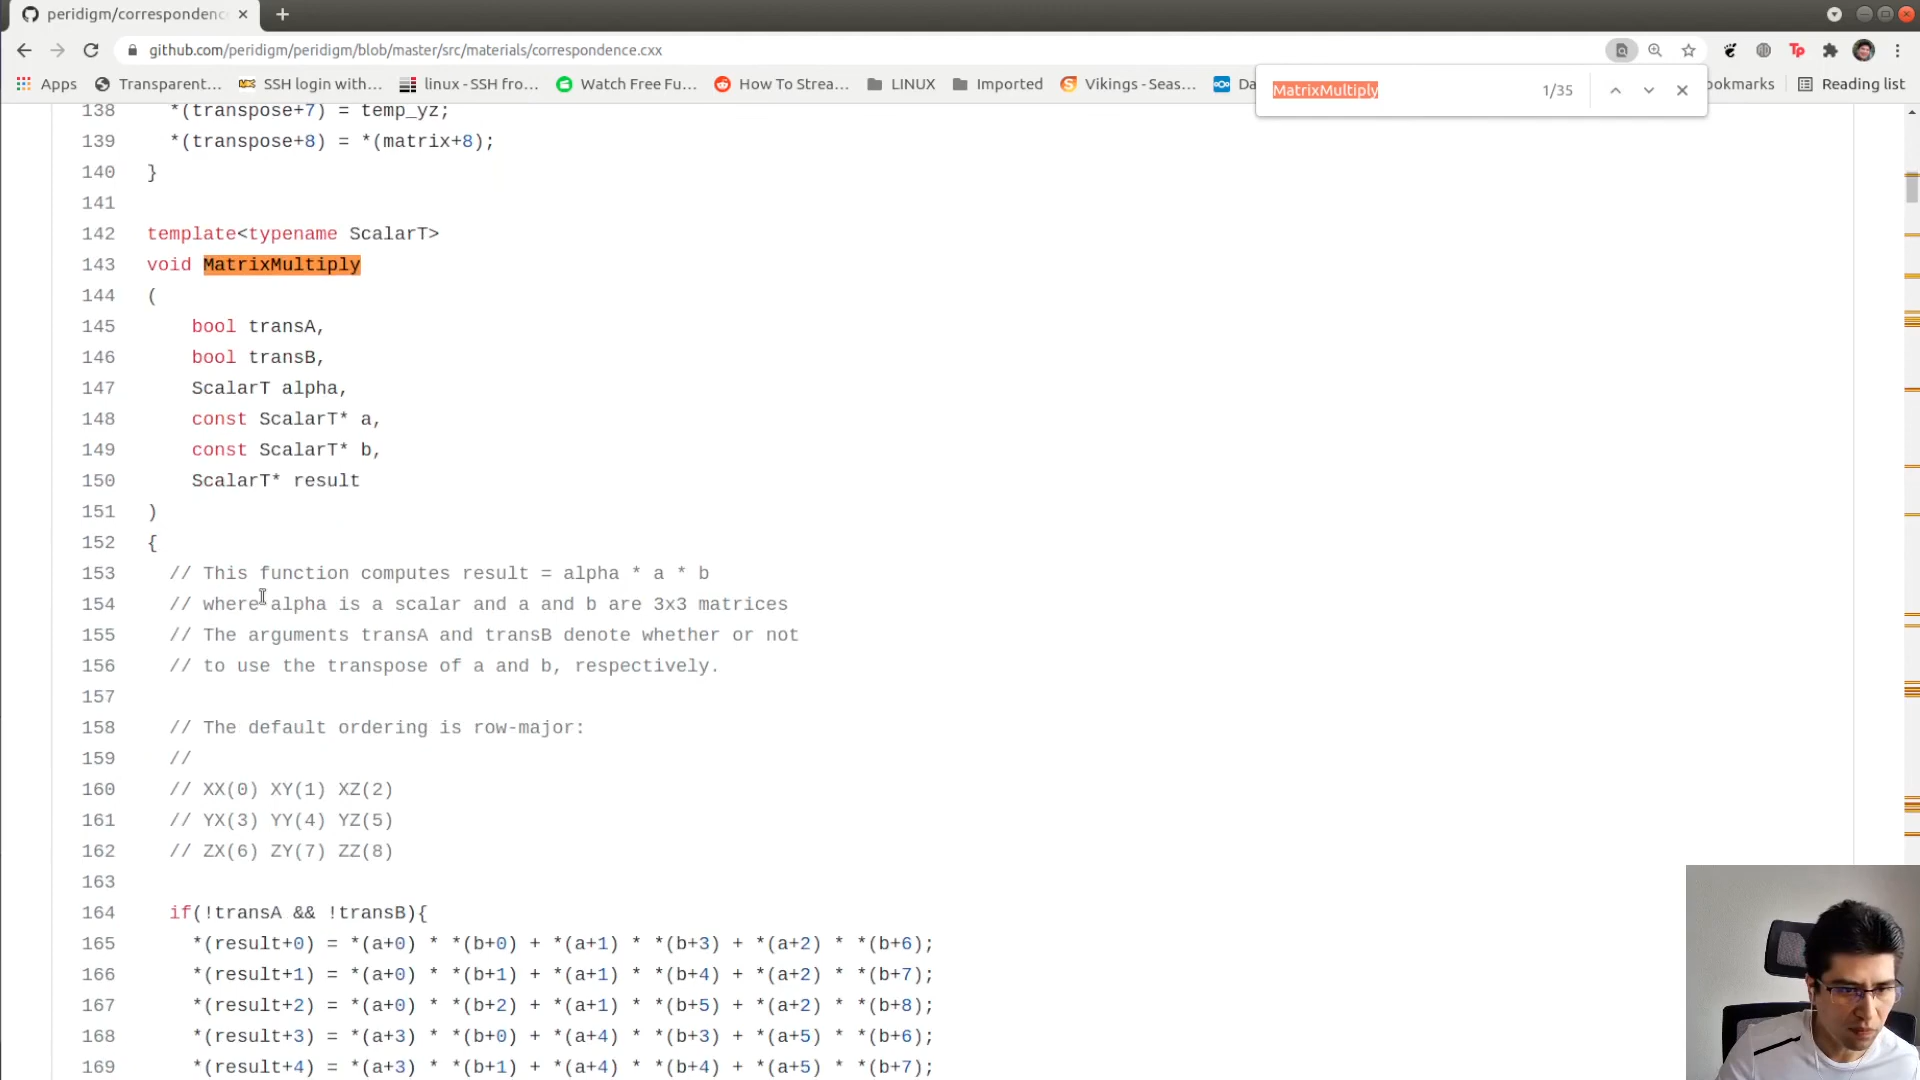 peridigm/correspondenc
github.com/peridigm/peridigm/blob/master/src/materials/correspondence.cxx
Apps Transparent... SSH login with... linux - SSH fro... Watch Free Fu... How To Strea... LINUX Imported Vikings - Seas... Da ookmarks Reading list
MatrixMultiply 1/35
138 *(transpose+7) = temp_yz;
139 *(transpose+8) = *(matrix+8);
140 }
141
142 template<typename ScalarT>
143 void MatrixMultiply
144 (
145 bool transA,
146 bool transB,
147 ScalarT alpha,
148 const ScalarT* a,
149 const ScalarT* b,
150 ScalarT* result
151 )
152 {
153 // This function computes result = alpha * a * b
154 // where alpha is a scalar and a and b are 3x3 matrices
155 // The arguments transA and transB denote whether or not
156 // to use the transpose of a and b, respectively.
157
158 // The default ordering is row-major:
159 //
160 // XX(0) XY(1) XZ(2)
161 // YX(3) YY(4) YZ(5)
162 // ZX(6) ZY(7) ZZ(8)
163
164 if(!transA && !transB){
165 *(result+0) = *(a+0) * *(b+0) + *(a+1) * *(b+3) + *(a+2) * *(b+6);
166 *(result+1) = *(a+0) * *(b+1) + *(a+1) * *(b+4) + *(a+2) * *(b+7);
167 *(result+2) = *(a+0) * *(b+2) + *(a+1) * *(b+5) + *(a+2) * *(b+8);
168 *(result+3) = *(a+3) * *(b+0) + *(a+4) * *(b+3) + *(a+5) * *(b+6);
169 *(result+4) = *(a+3) * *(b+1) + *(a+4) * *(b+4) + *(a+5) * *(b+7);